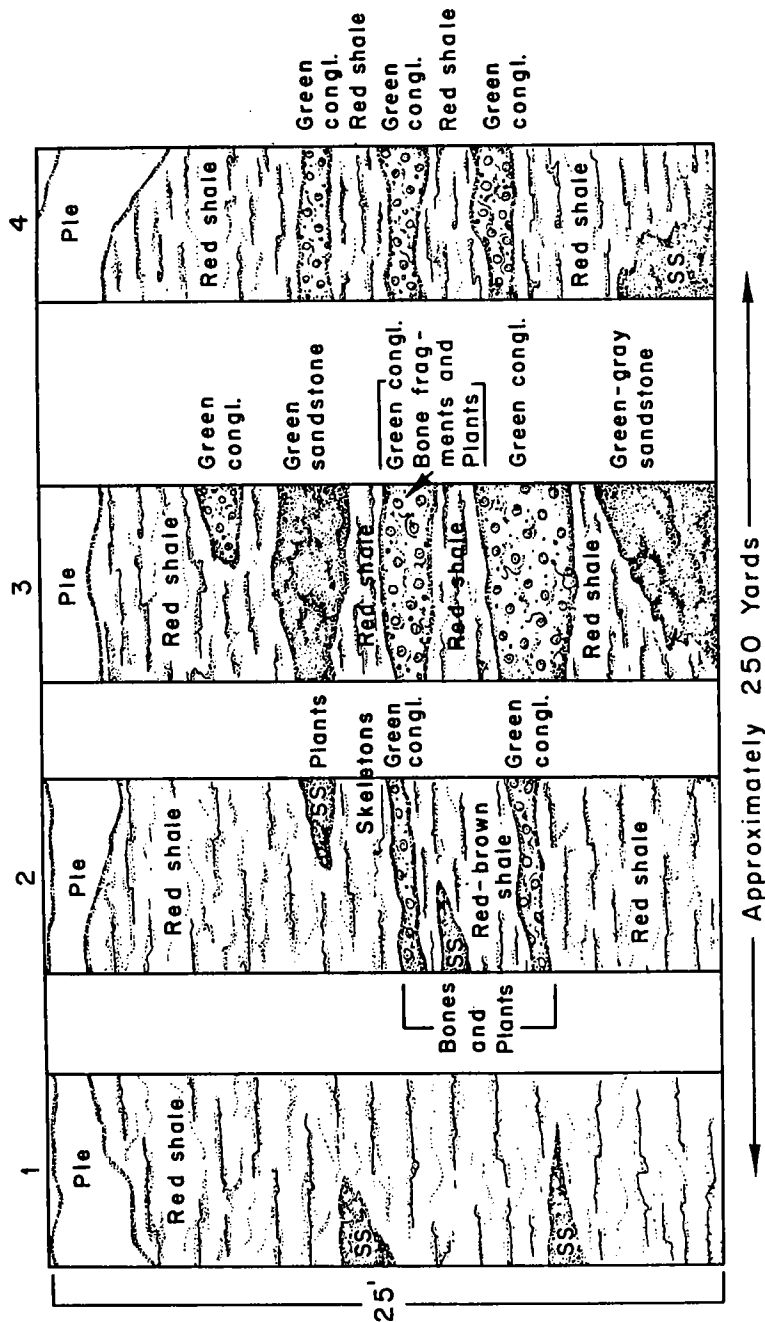 1
2
3
4
25'
Ple
Red shale
SS.
SS.
Bones
and
Plants
Ple
Red shale
SS.
SS.
Red-brown
shale
Red shale
Plants
Skeletons
Green
congl.
Green
congl.
Ple
Red shale
Red shale
Red shale
Red shale
Green
congl.
Green
sandstone
Green congl.
Bone frag-
ments and
Plants
Green congl.
Green-gray
sandstone
Ple
Red shale
Red shale
SS.
Green
congl.
Red shale
Green
congl.
Red shale
Green
congl.
Approximately 250 Yards